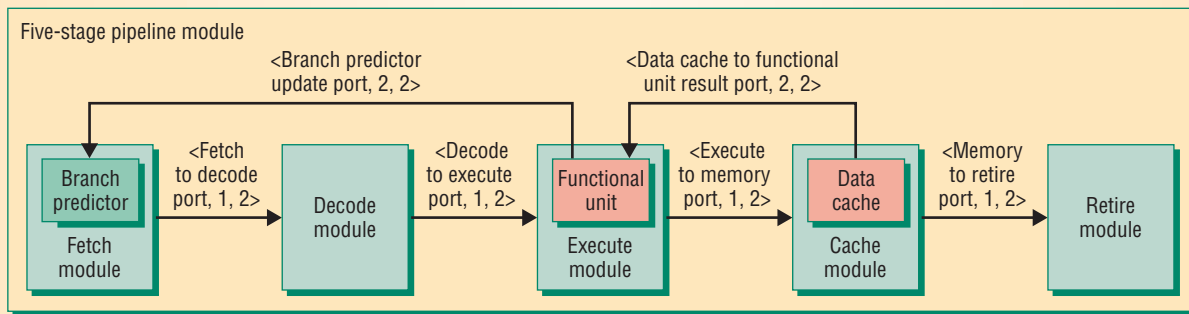 Five-stage pipeline module
<Branch predictor
update port, 2, 2>
<Data cache to functional
unit result port, 2, 2>
Branch
predictor
Fetch
module
<Fetch
to decode
port, 1, 2>
Decode
module
<Decode
to execute
port, 1, 2>
Functional
unit
Execute
module
<Execute
to memory
port, 1, 2>
Data
cache
Cache
module
<Memory
to retire
port, 1, 2>
Retire
module